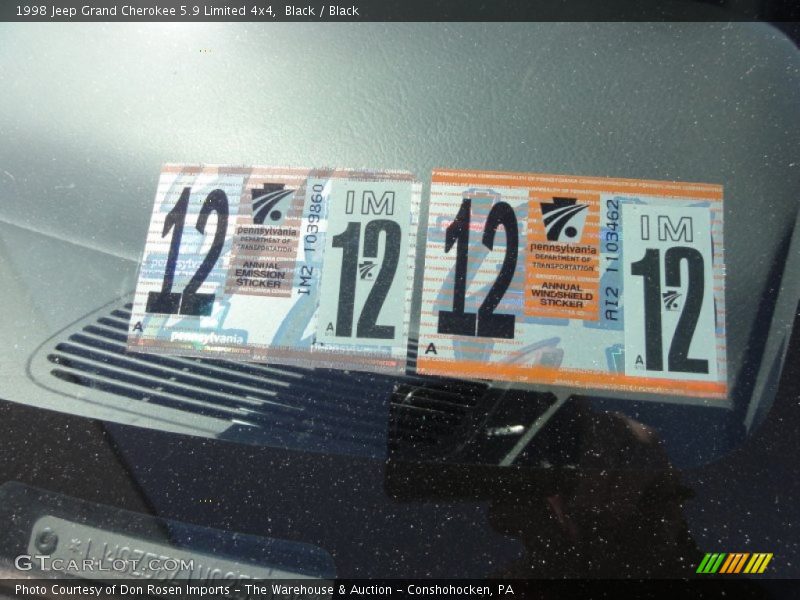 1998 Jeep Grand Cherokee 5.9 Limited 4x4, Black / Black
12
pennsylvania
DEPARTMENT OF
TRANSPORTATION
ANNUAL
EMISSION
STICKER
IM2 1039860
IM
12
A
A
pennsylvania
12
pennsylvania
DEPARTMENT OF
TRANSPORTATION
ANNUAL
WINDSHIELD
STICKER
AI2 1103462
IM
12
A
A
GTCARLOT.COM
Photo Courtesy of Don Rosen Imports - The Warehouse & Auction - Conshohocken, PA